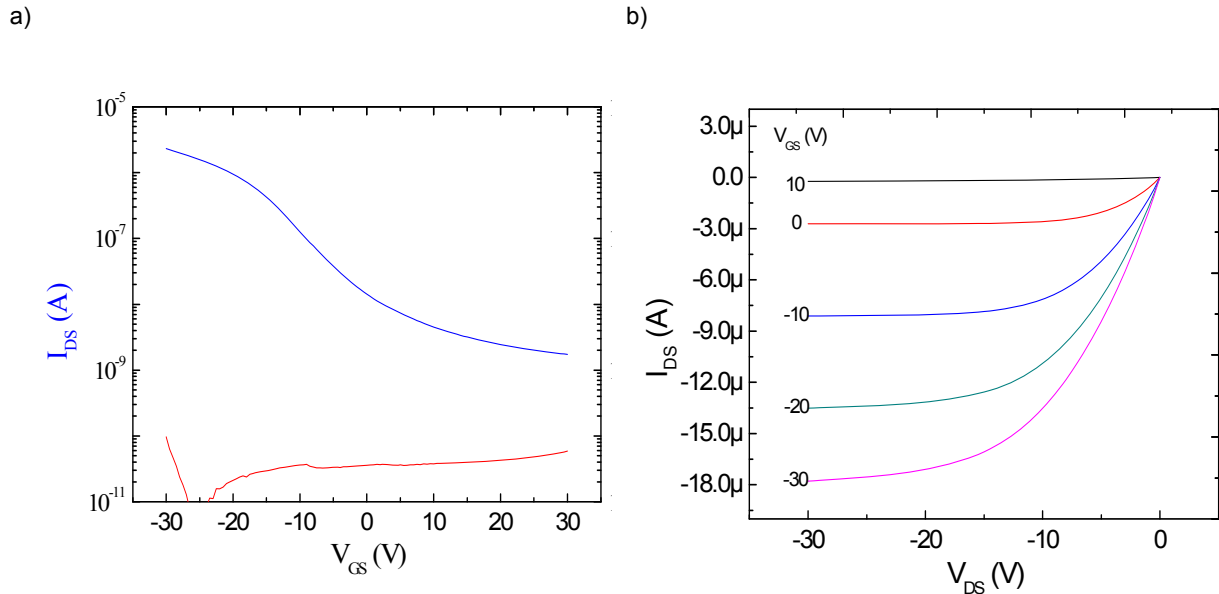 a)
b)
10⁻⁵
10⁻⁷
10⁻⁹
10⁻¹¹
I_DS (A)
-30 -20 -10 0 10 20 30
V_GS (V)
3.0µ
0.0
-3.0µ
-6.0µ
-9.0µ
-12.0µ
-15.0µ
-18.0µ
I_DS (A)
V_GS (V)
10
0
-10
-20
-30
-30 -20 -10 0
V_DS (V)